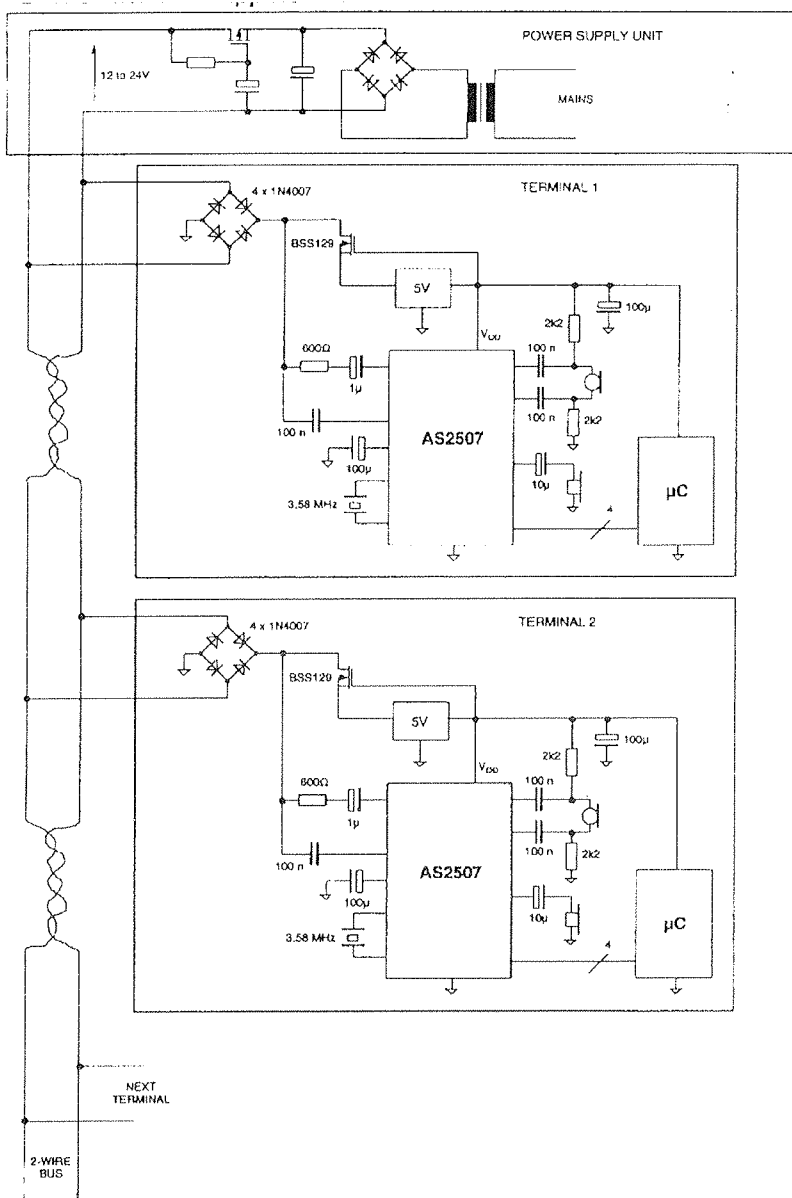 POWER SUPPLY UNIT
12 to 24V
MAINS
TERMINAL 1
4 x 1N4007
BSS129
5V
100µ
2k2
V_DD
100 n
600Ω
1µ
100 n
100 n
2k2
AS2507
100µ
10µ
µC
3.58 MHz
4
TERMINAL 2
4 x 1N4007
BSS129
5V
100µ
2k2
V_DD
100 n
600Ω
1µ
100 n
100 n
2k2
AS2507
100µ
10µ
µC
3.58 MHz
4
NEXT
TERMINAL
2-WIRE
BUS